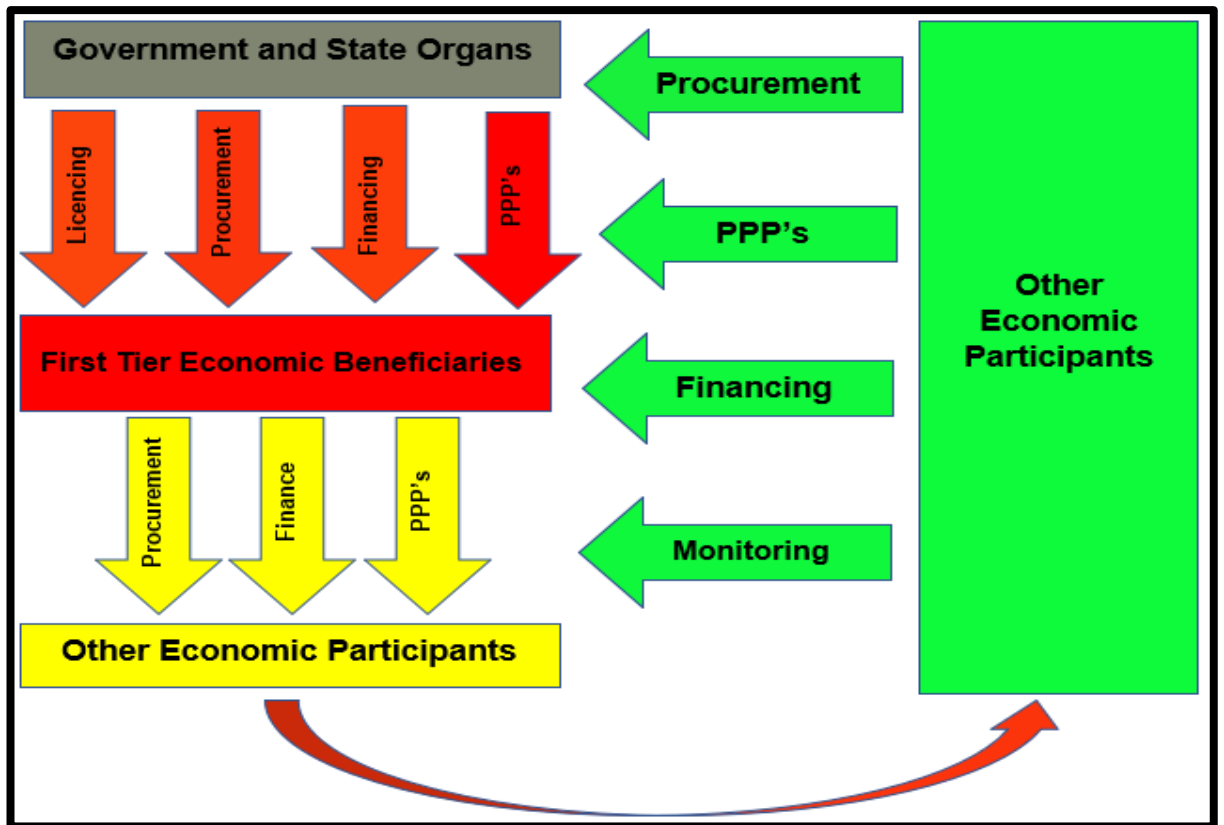 Government and State Organs
Licencing
Procurement
Financing
PPP's
First Tier Economic Beneficiaries
Procurement
Finance
PPP's
Other Economic Participants
Procurement
PPP's
Financing
Monitoring
Other
Economic
Participants